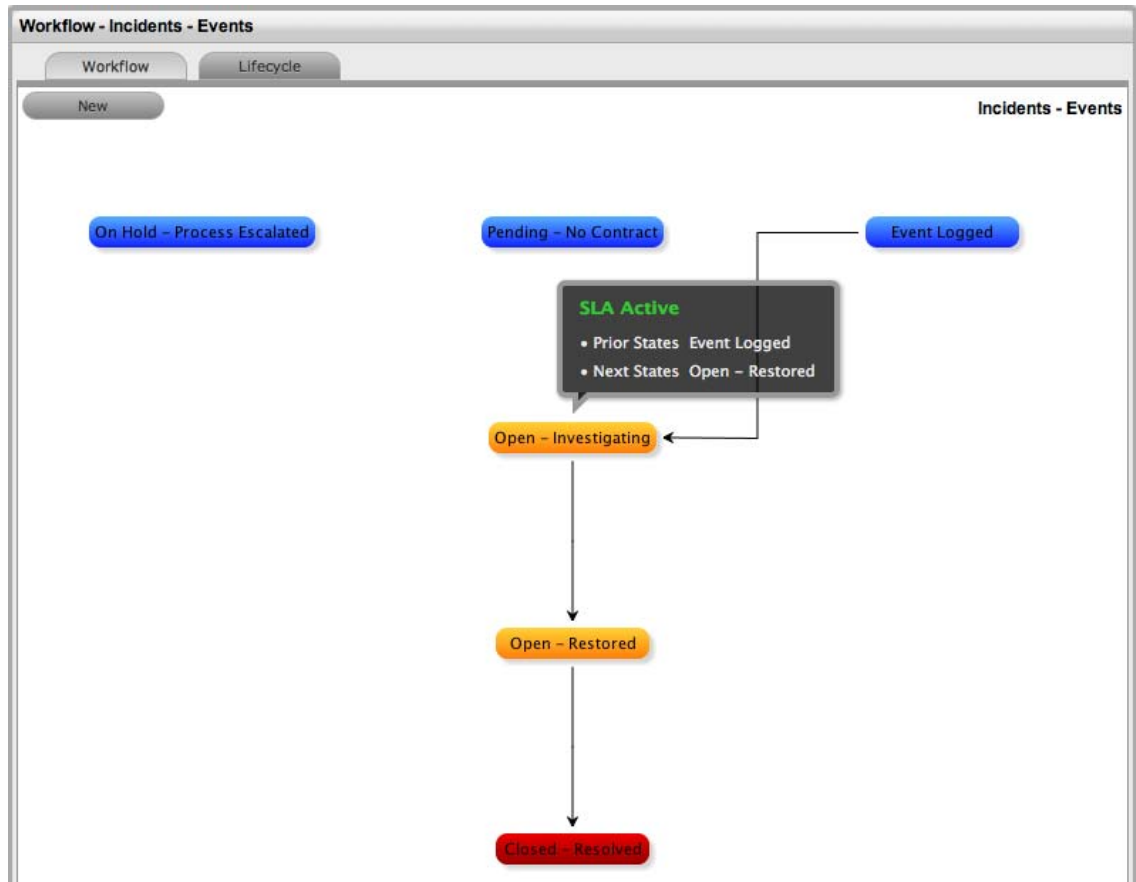 Workflow - Incidents - Events
Workflow
Lifecycle
New
Incidents - Events
On Hold – Process Escalated
Pending – No Contract
Event Logged
SLA Active
• Prior States Event Logged
• Next States Open – Restored
Open – Investigating
Open – Restored
Closed – Resolved